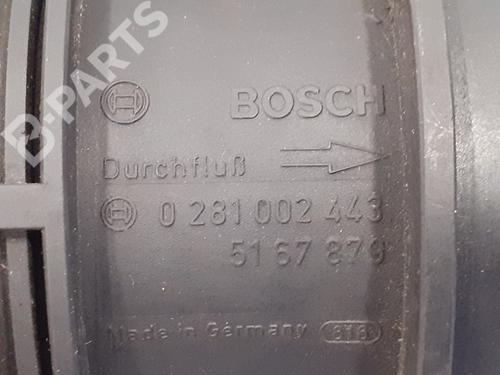 BOSCH
Durchfluß
0 281 002 443
51 67 879
Made in Germany
B-PARTS